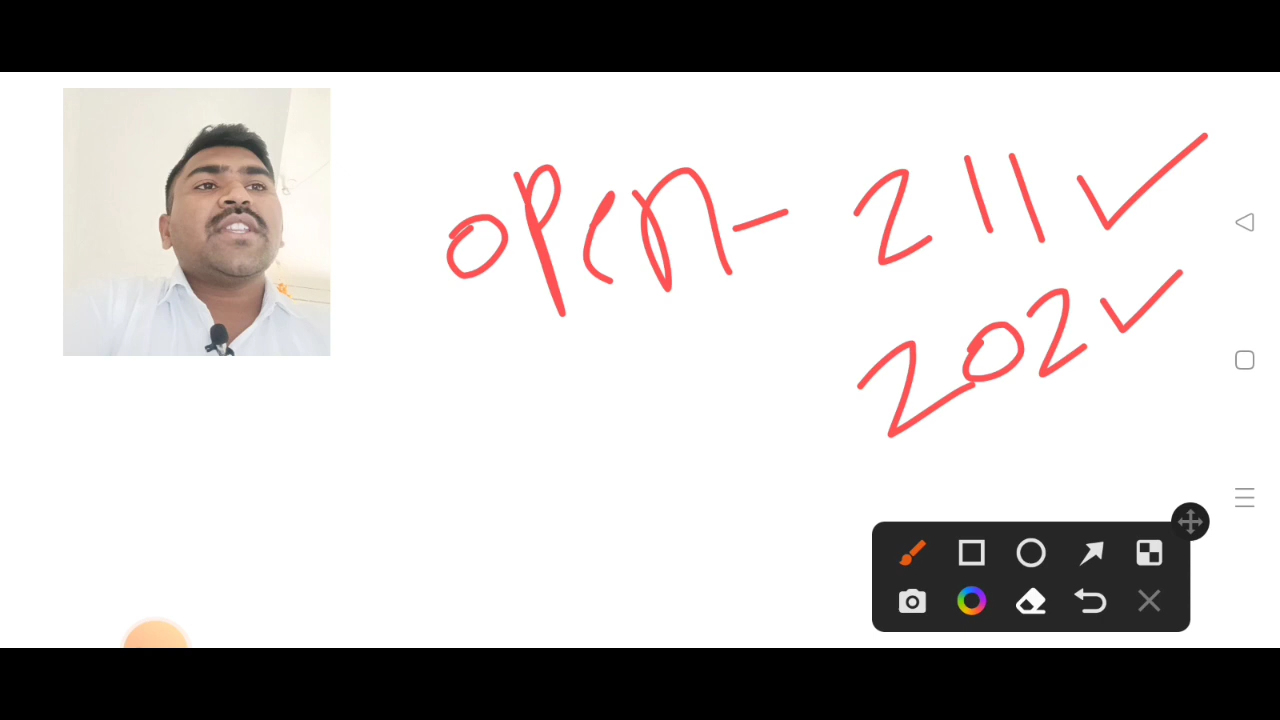 open - 211 ✓
202 ✓